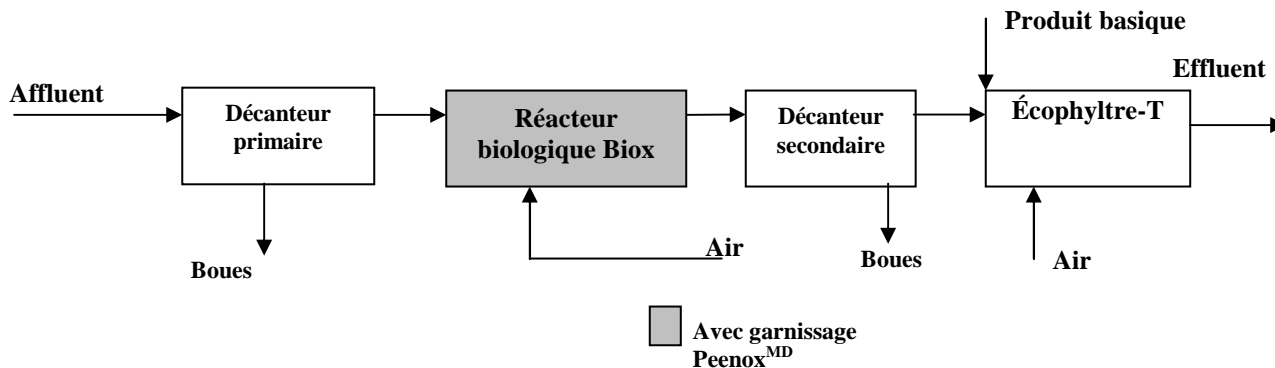 Produit basique
Effluent
Affluent
Décanteur
primaire
Réacteur
biologique Biox
Décanteur
secondaire
Écophyltre-T
Boues
Air
Boues
Air
Avec garnissage
Peenox^MD